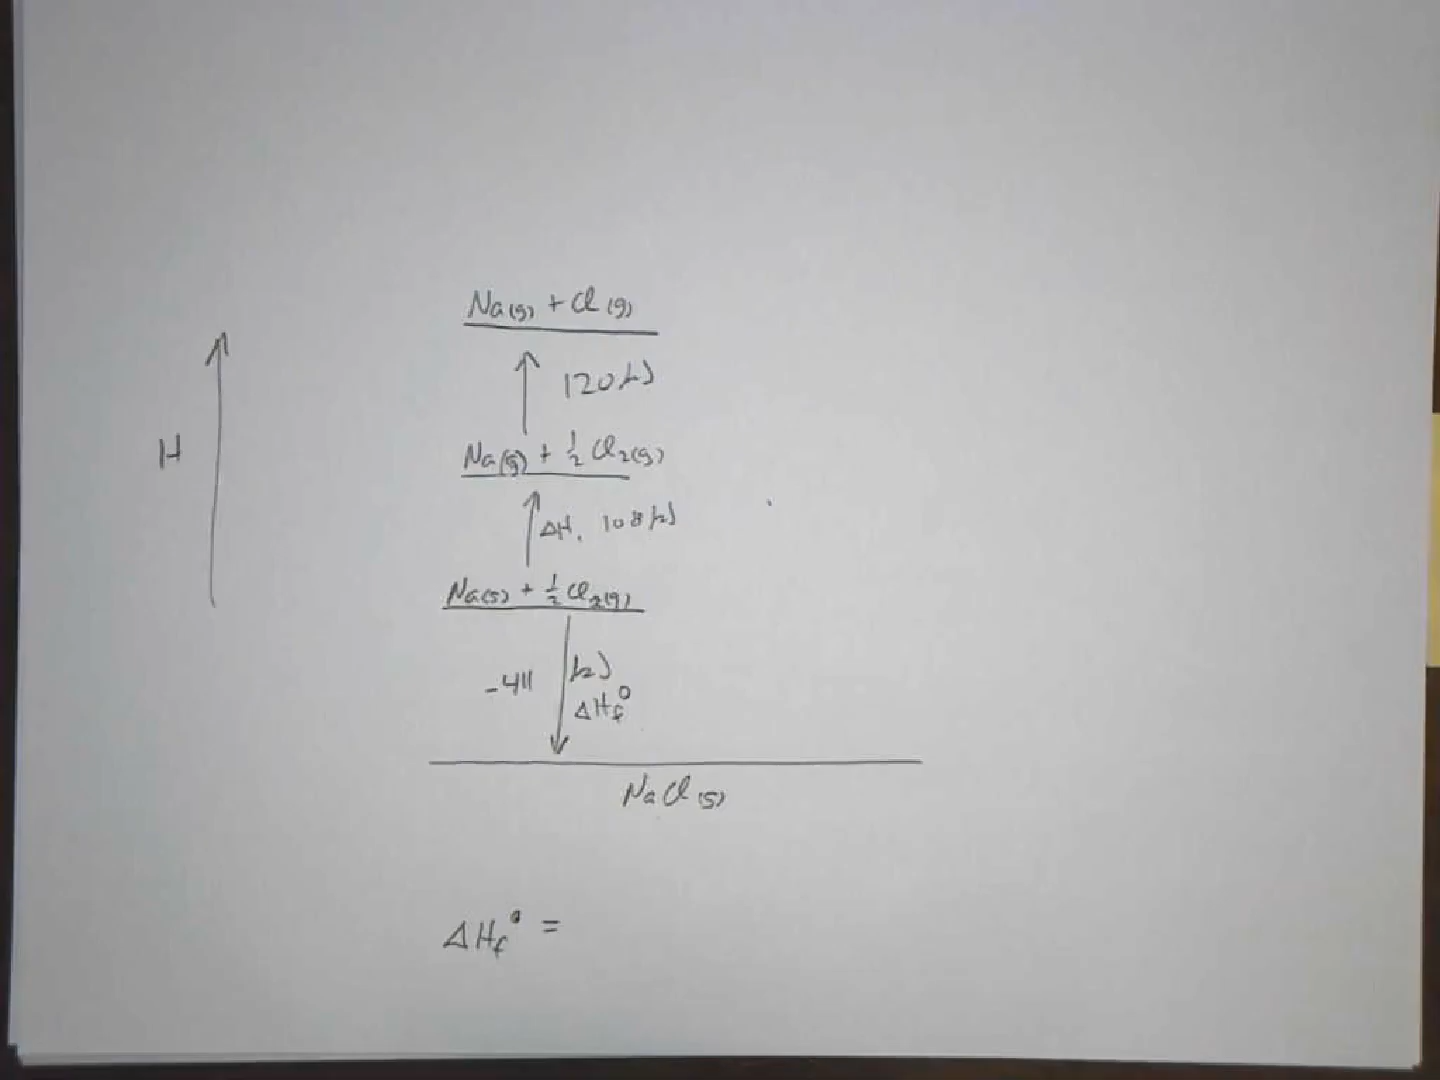 Na(g) + Cl(g)
120 kJ
H
Na(g) + 1/2 Cl2(g)
ΔH1 108 kJ
Na(s) + 1/2 Cl2(g)
-411 kJ
ΔHf°
NaCl(s)
ΔHf° =